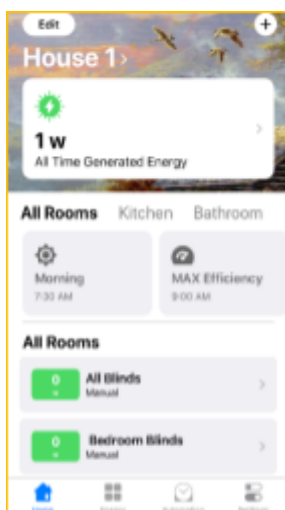 Edit
+
House 1 >
1 w
All Time Generated Energy
All Rooms Kitchen Bathroom
Morning
7:30 AM
MAX Efficiency
9:00 AM
All Rooms
0
All Blinds
Manual
0
Bedroom Blinds
Manual